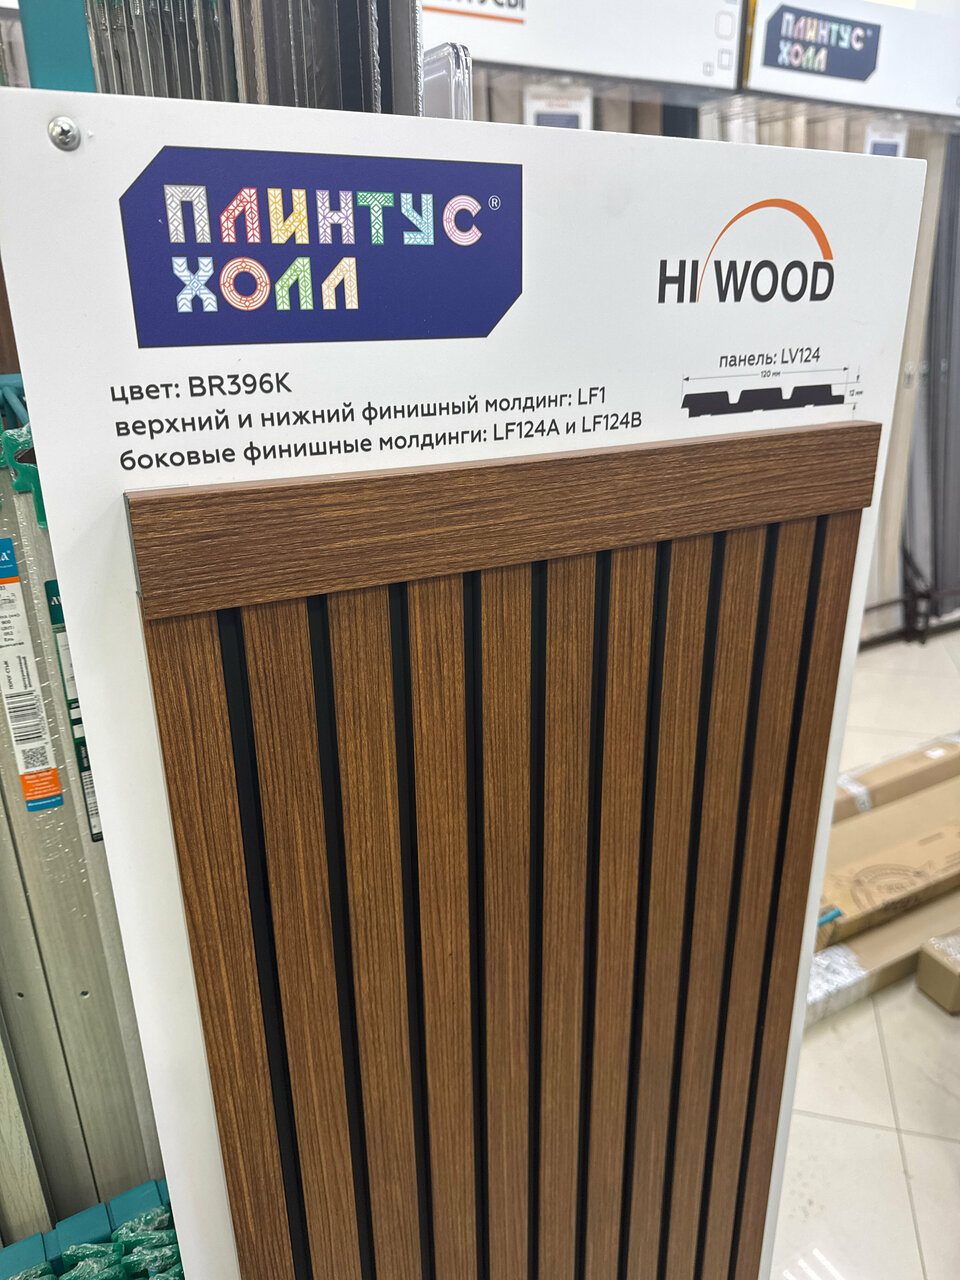 ПЛИНТУС
ХОЛЛ
ПЛИНТУС®
ХОЛЛ
HI WOOD
панель: LV124
120 мм
12 мм
цвет: BR396K
верхний и нижний финишный молдинг: LF1
боковые финишные молдинги: LF124A и LF124B